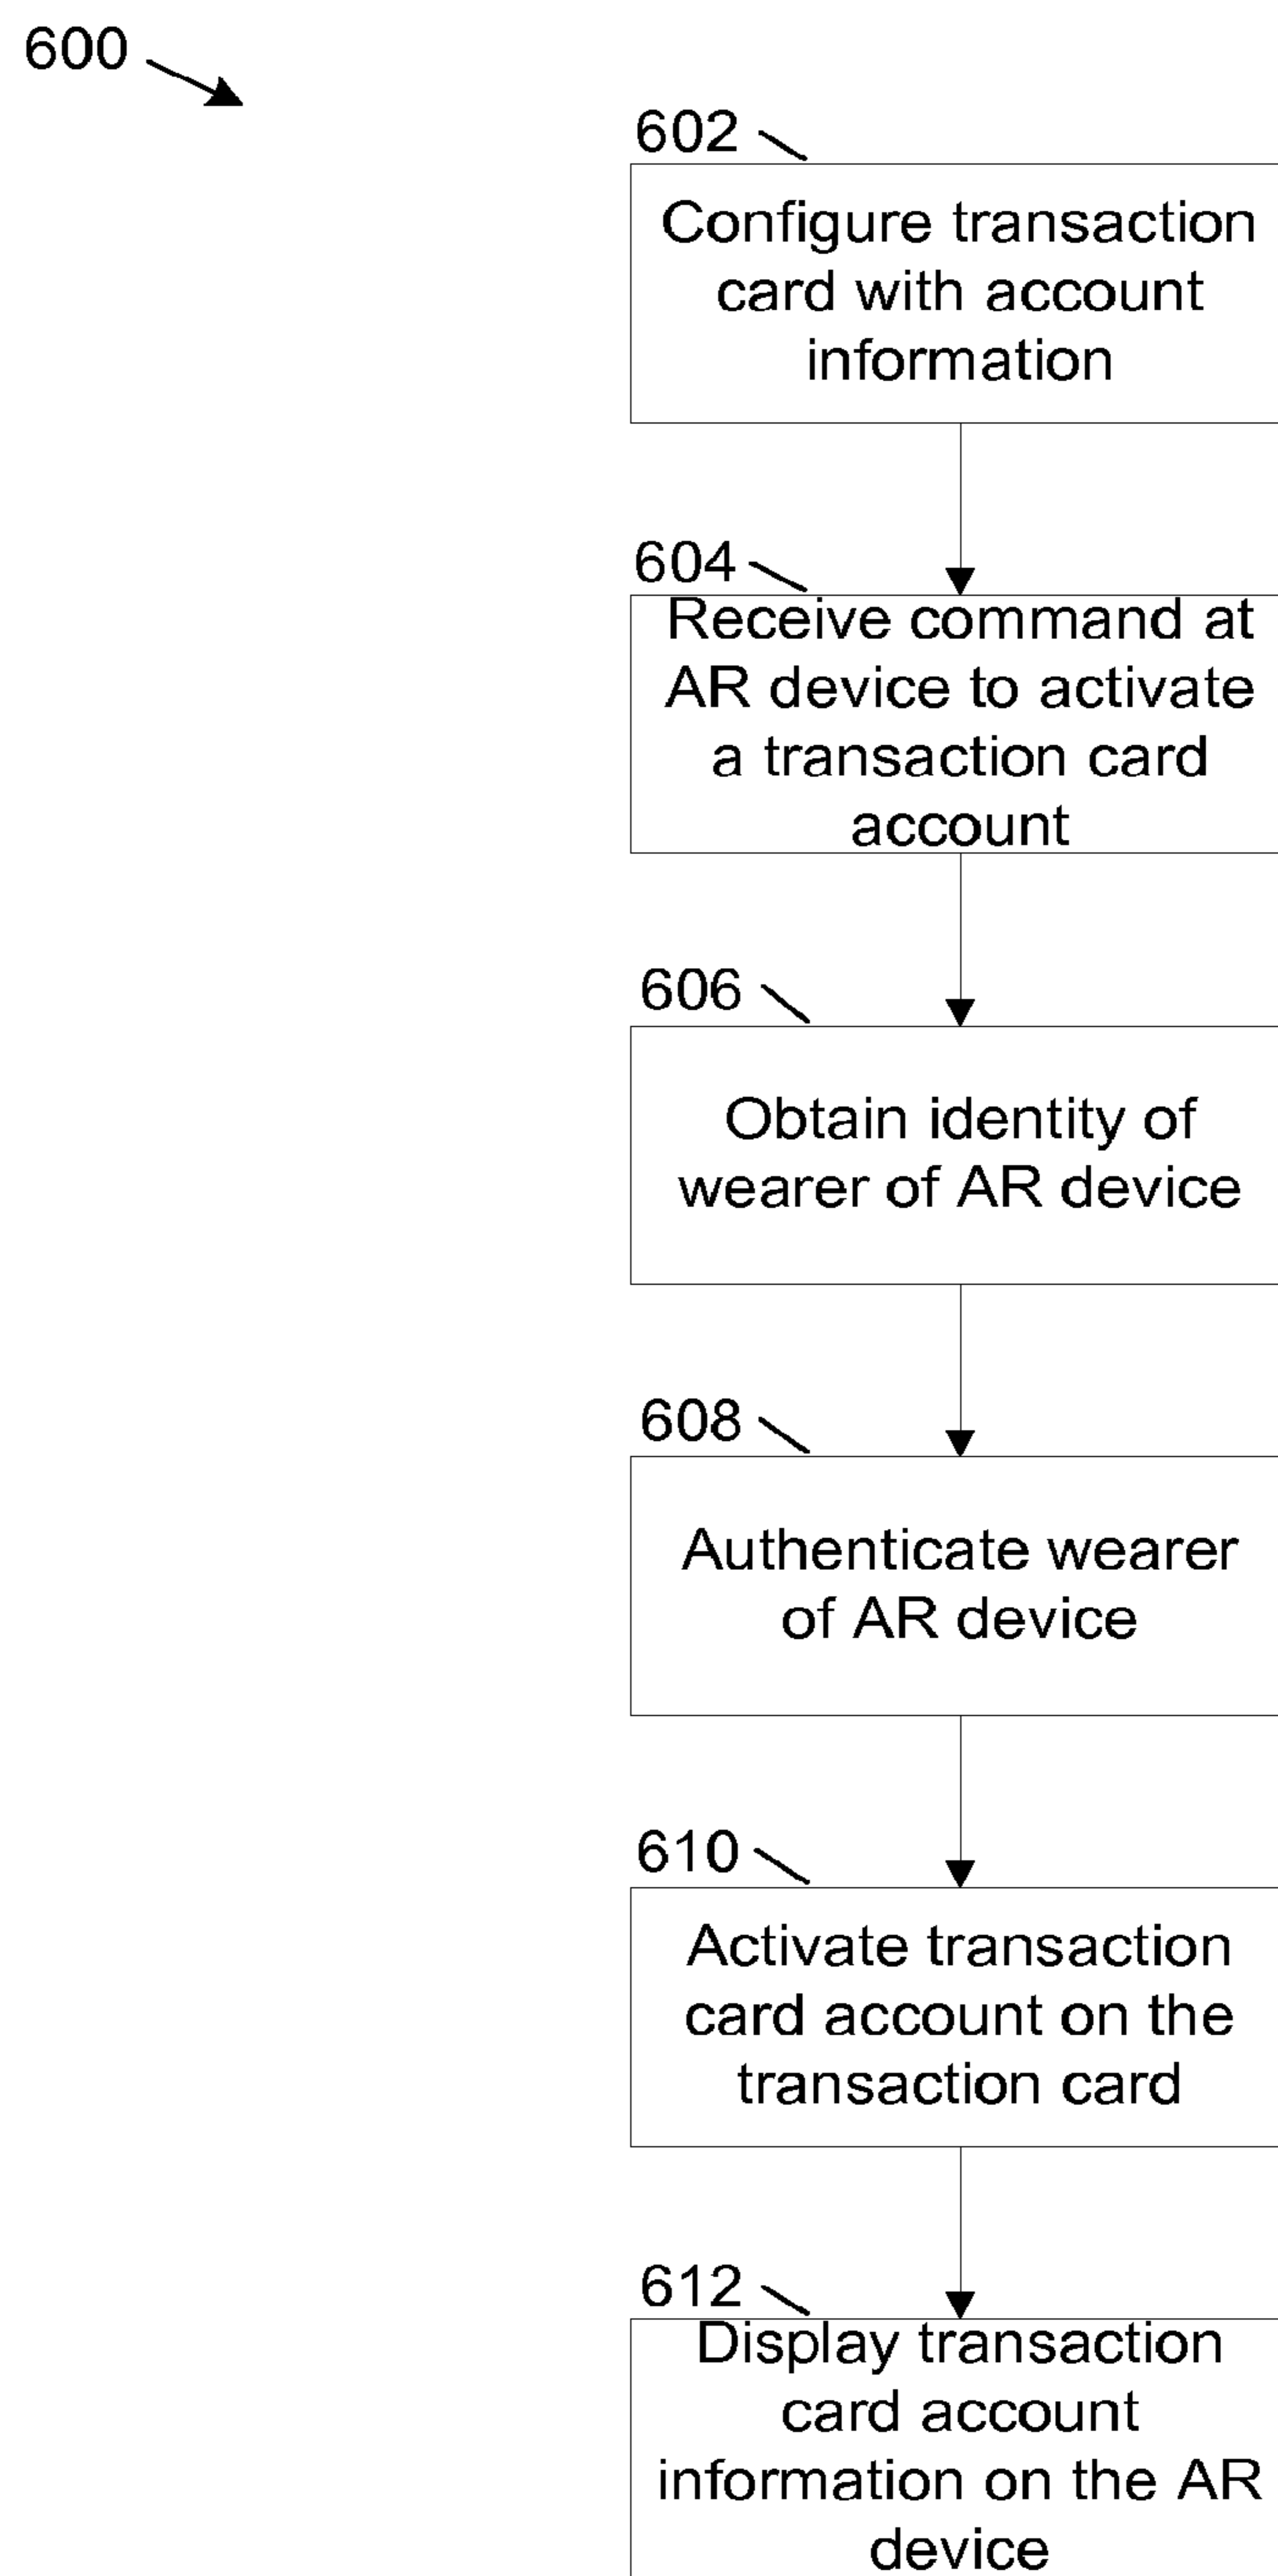 600
602
Configure transaction
card with account
information
604
Receive command at
AR device to activate
a transaction card
account
606
Obtain identity of
wearer of AR device
608
Authenticate wearer
of AR device
610
Activate transaction
card account on the
transaction card
612
Display transaction
card account
information on the AR
device